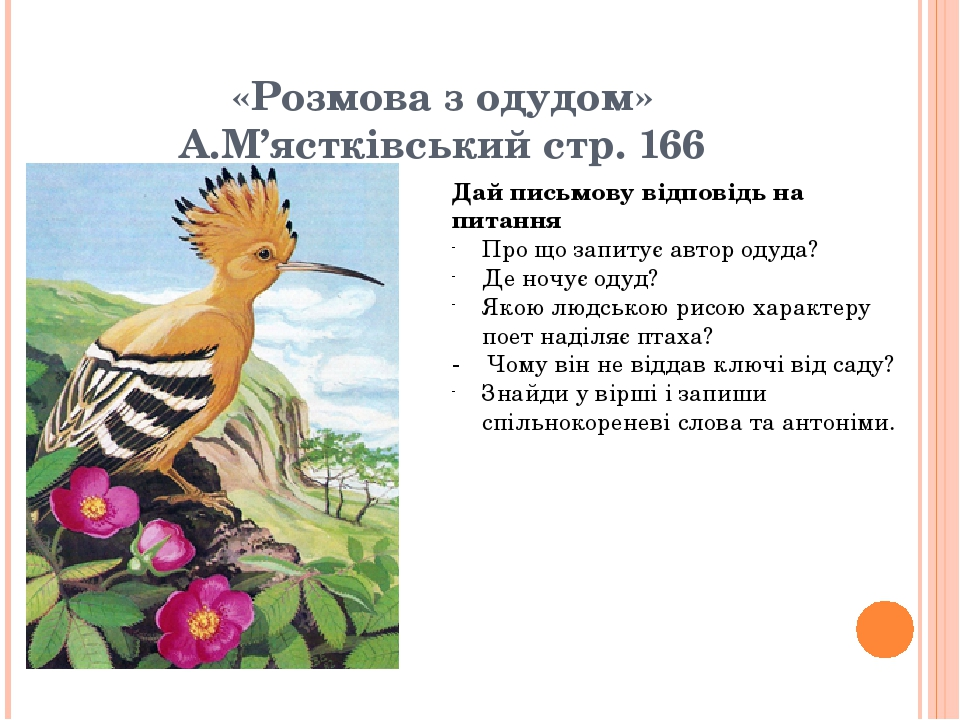 «Розмова з одудом»
А.М’ястківський стр. 166
Дай письмову відповідь на
питання
- Про що запитує автор одуда?
- Де ночує одуд?
- Якою людською рисою характеру
поет наділяє птаха?
- Чому він не віддав ключі від саду?
- Знайди у вірші і запиши
спільнокореневі слова та антоніми.